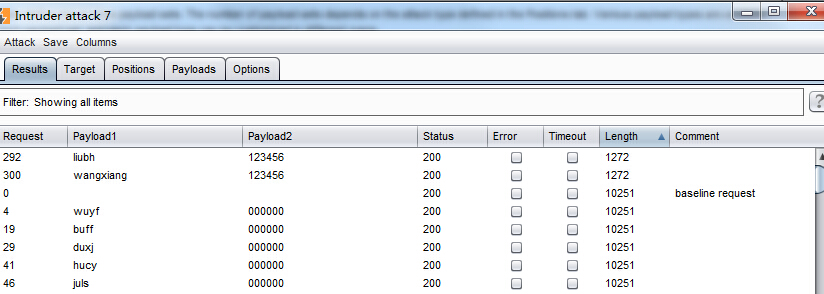 Intruder attack 7
Attack Save Columns
Results Target Positions Payloads Options
Filter: Showing all items
?
Request Payload1 Payload2 Status Error Timeout Length Comment
292 liubh 123456 200 1272
300 wangxiang 123456 200 1272
0 200 10251 baseline request
4 wuyf 000000 200 10251
19 buff 000000 200 10251
29 duxj 000000 200 10251
41 hucy 000000 200 10251
46 juls 000000 200 10251